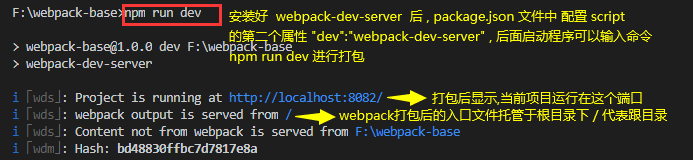 F:\webpack-base>npm run dev
安装好 webpack-dev-server 后 , package.json 文件中 配置 script
的第二个属性 "dev":"webpack-dev-server" , 后面启动程序可以输入命令
npm run dev 进行打包
> webpack-base@1.0.0 dev F:\webpack-base
> webpack-dev-server
i ｢wds｣: Project is running at http://localhost:8082/ 打包后显示,当前项目运行在这个端口
i ｢wds｣: webpack output is served from / webpack打包后的入口文件托管于根目录下 / 代表跟目录
i ｢wds｣: Content not from webpack is served from F:\webpack-base
i ｢wdm｣: Hash: bd48830ffbc7d7817e8a